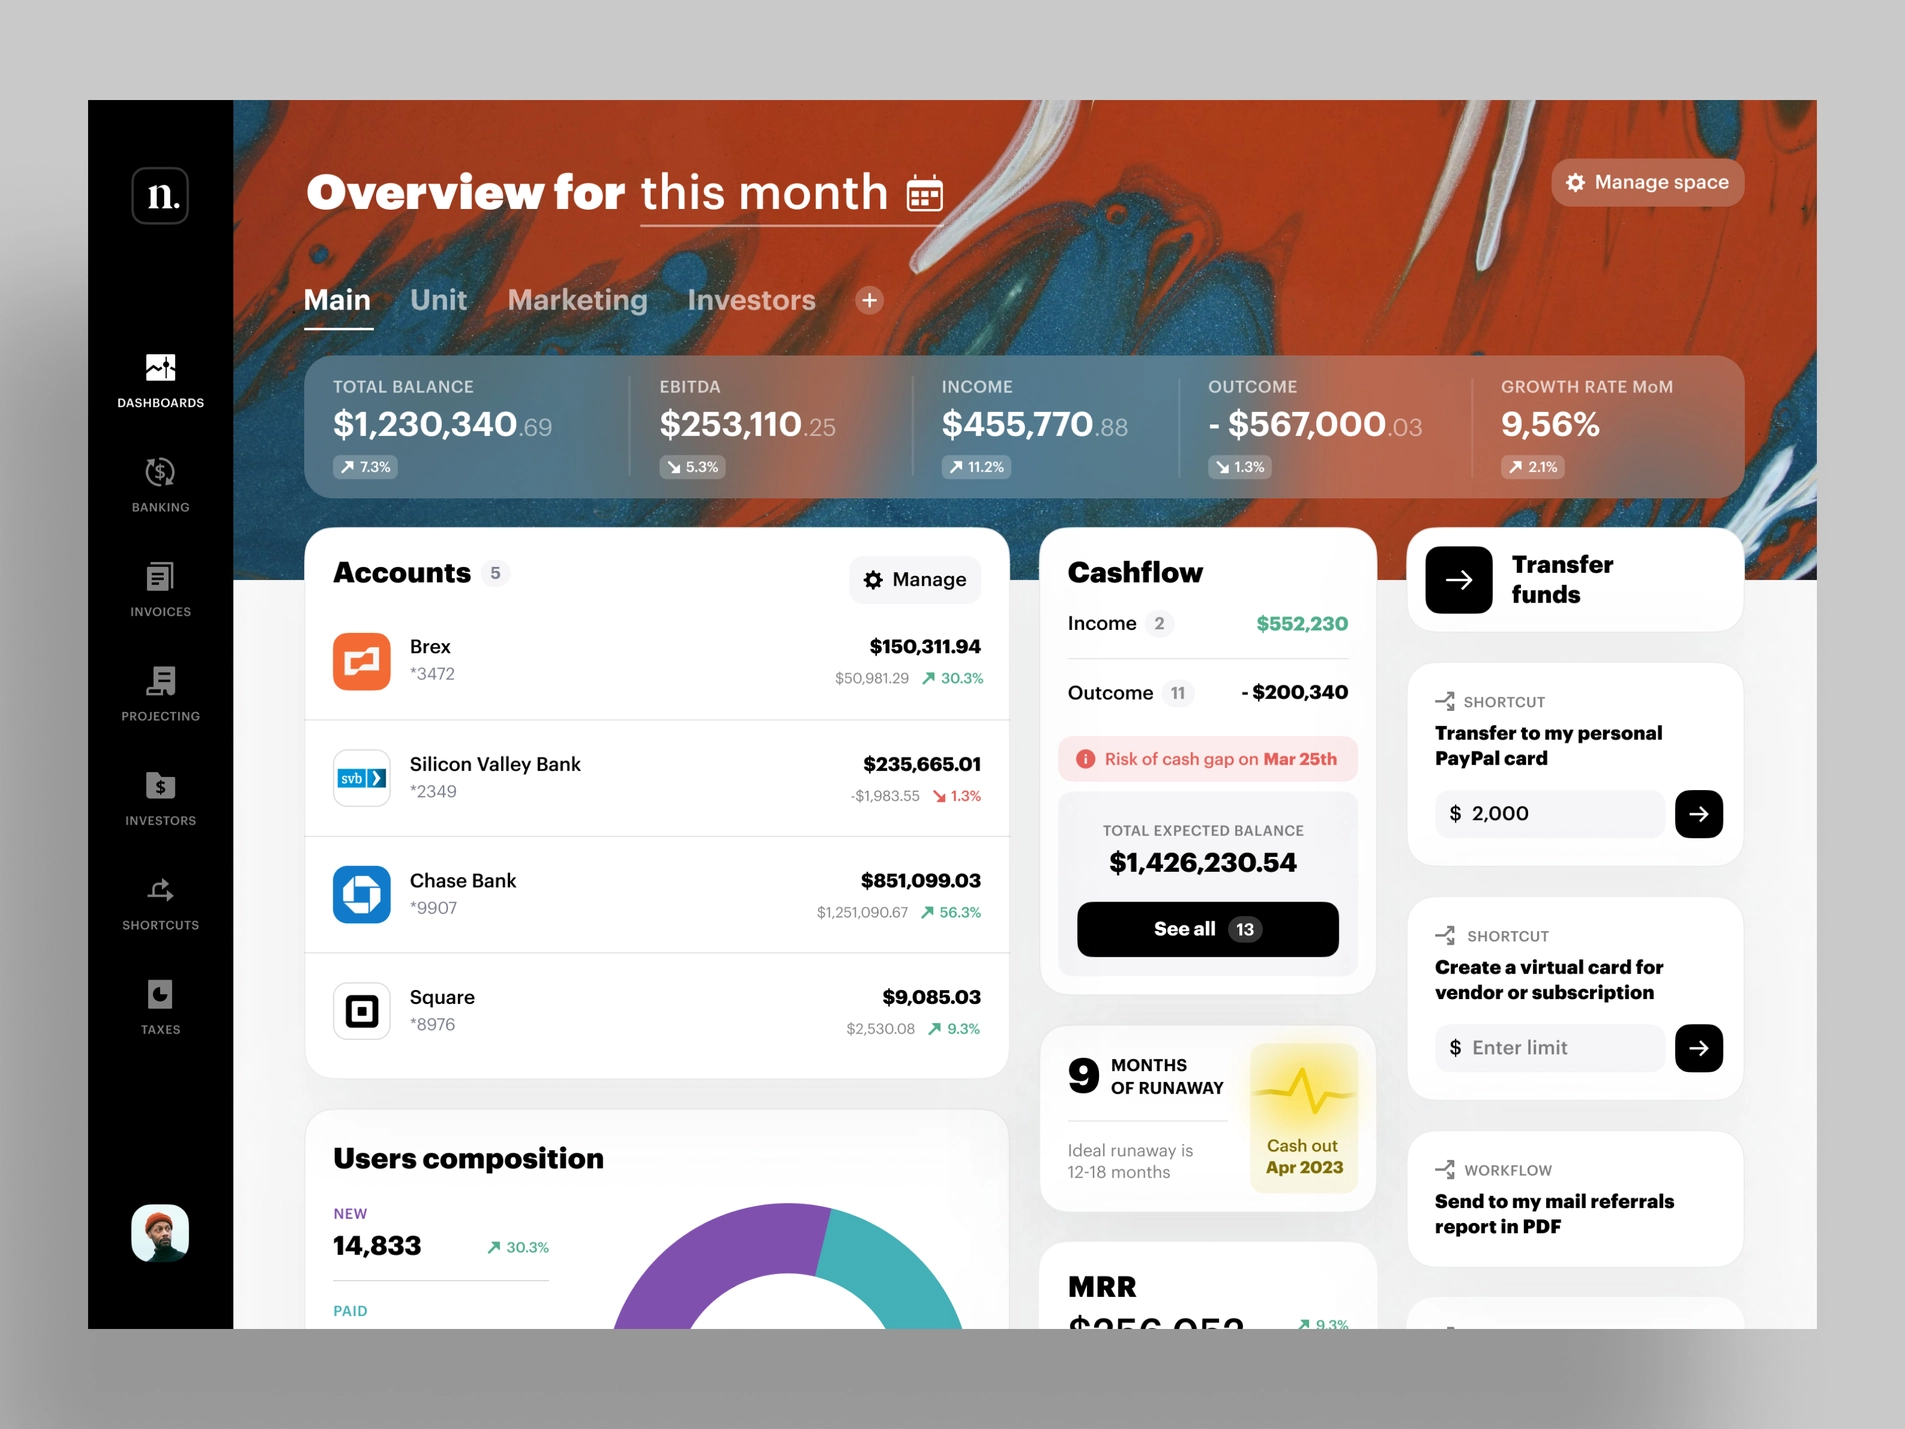 n.
DASHBOARDS
BANKING
INVOICES
PROJECTING
INVESTORS
SHORTCUTS
TAXES
Overview for this month
Manage space
Main Unit Marketing Investors +
TOTAL BALANCE
$1,230,340.69
7.3%
EBITDA
$253,110.25
5.3%
INCOME
$455,770.88
11.2%
OUTCOME
- $567,000.03
1.3%
GROWTH RATE MoM
9,56%
2.1%
Accounts 5
Manage
Brex
*3472
$150,311.94
$50,981.29 30.3%
svb
Silicon Valley Bank
*2349
$235,665.01
-$1,983.55 1.3%
Chase Bank
*9907
$851,099.03
$1,251,090.67 56.3%
Square
*8976
$9,085.03
$2,530.08 9.3%
Users composition
NEW
14,833 30.3%
PAID
Cashflow
Income 2 $552,230
Outcome 11 - $200,340
Risk of cash gap on Mar 25th
TOTAL EXPECTED BALANCE
$1,426,230.54
See all 13
9 MONTHS
OF RUNAWAY
Ideal runaway is
12-18 months
Cash out
Apr 2023
MRR
9.3%
Transfer
funds
SHORTCUT
Transfer to my personal
PayPal card
$ 2,000
SHORTCUT
Create a virtual card for
vendor or subscription
$ Enter limit
WORKFLOW
Send to my mail referrals
report in PDF